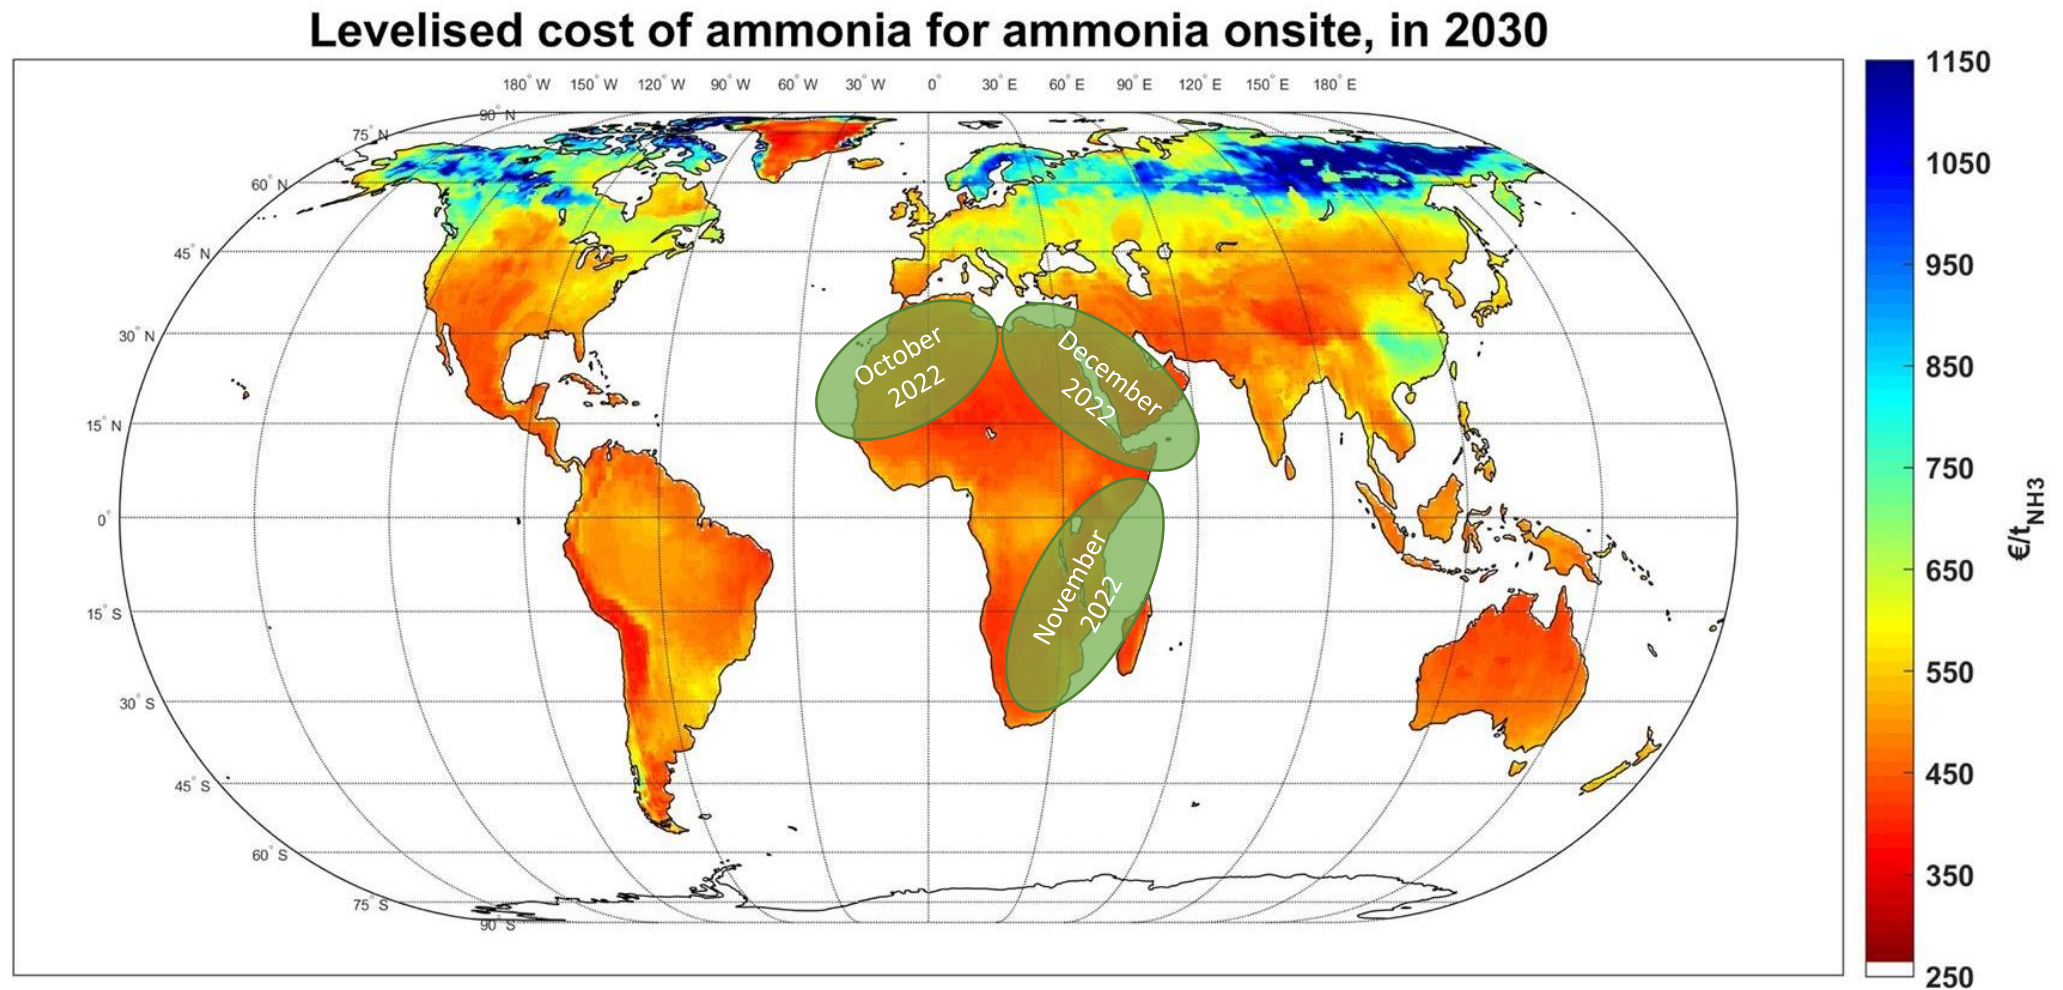 Levelised cost of ammonia for ammonia onsite, in 2030
180° W 150° W 120° W 90° W 60° W 30° W 0° 30° E 60° E 90° E 120° E 150° E 180° E
90° N
75° N
60° N
45° N
30° N
15° N
0°
15° S
30° S
45° S
60° S
75° S
90° S
October
2022
December
2022
November
2022
1150
1050
950
850
750
650
550
450
350
250
€/tNH3